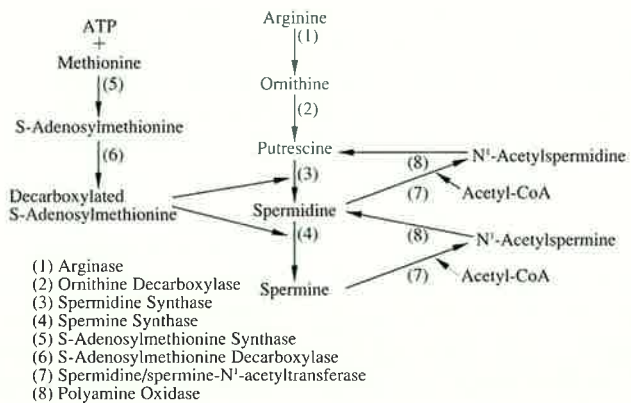 ATP
+
Methionine
(5)
S-Adenosylmethionine
(6)
Decarboxylated
S-Adenosylmethionine
Arginine
(1)
Ornithine
(2)
Putrescine
(3)
Spermidine
(4)
Spermine
(8)
N¹-Acetylspermidine
(7)
Acetyl-CoA
(8)
N¹-Acetylspermine
(7)
Acetyl-CoA
(1) Arginase
(2) Ornithine Decarboxylase
(3) Spermidine Synthase
(4) Spermine Synthase
(5) S-Adenosylmethionine Synthase
(6) S-Adenosylmethionine Decarboxylase
(7) Spermidine/spermine-N¹-acetyltransferase
(8) Polyamine Oxidase